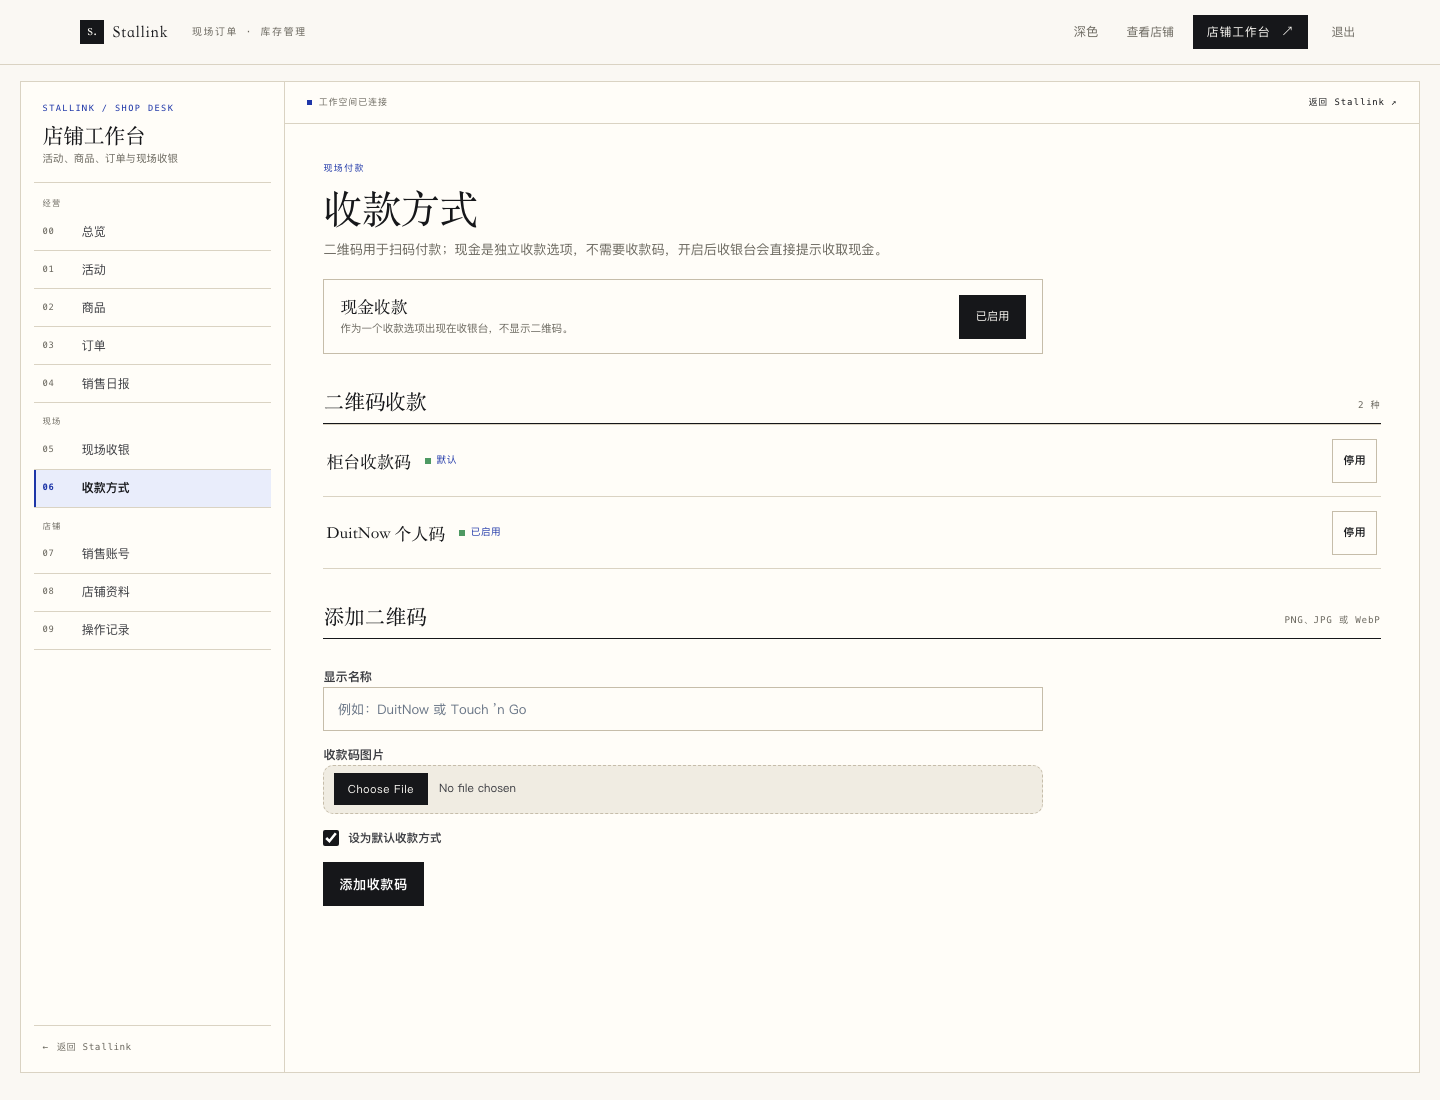 S. Stallink 现场订单 · 库存管理 深色 查看店铺 店铺工作台 ↗ 退出
STALLINK / SHOP DESK
店铺工作台
活动、商品、订单与现场收银
经营
00 总览
01 活动
02 商品
03 订单
04 销售日报
现场
05 现场收银
06 收款方式
店铺
07 销售账号
08 店铺资料
09 操作记录
← 返回 Stallink
工作空间已连接 返回 Stallink ↗
现场付款
收款方式
二维码用于扫码付款；现金是独立收款选项，不需要收款码，开启后收银台会直接提示收取现金。
现金收款
作为一个收款选项出现在收银台，不显示二维码。
已启用
二维码收款 2 种
柜台收款码 默认 停用
DuitNow 个人码 已启用 停用
添加二维码 PNG、JPG 或 WebP
显示名称
例如：DuitNow 或 Touch ’n Go
收款码图片
Choose File No file chosen
设为默认收款方式
添加收款码